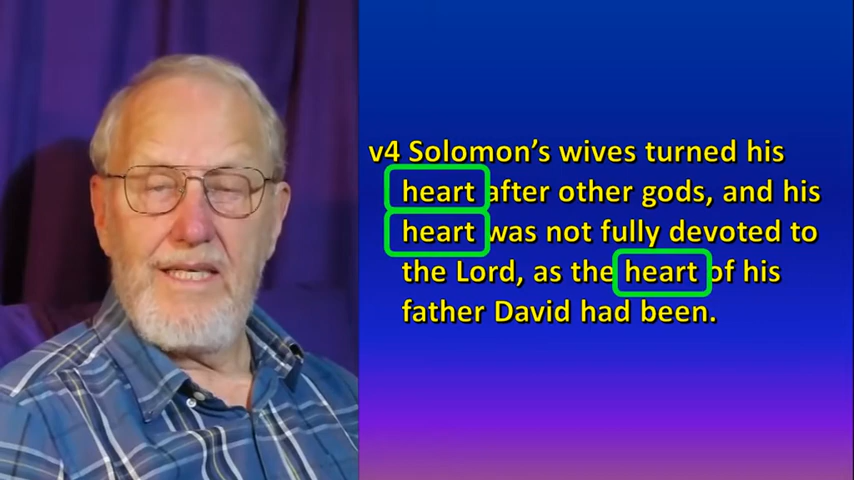 v4 Solomon's wives turned his
heart after other gods, and his
heart was not fully devoted to
the Lord, as the heart of his
father David had been.